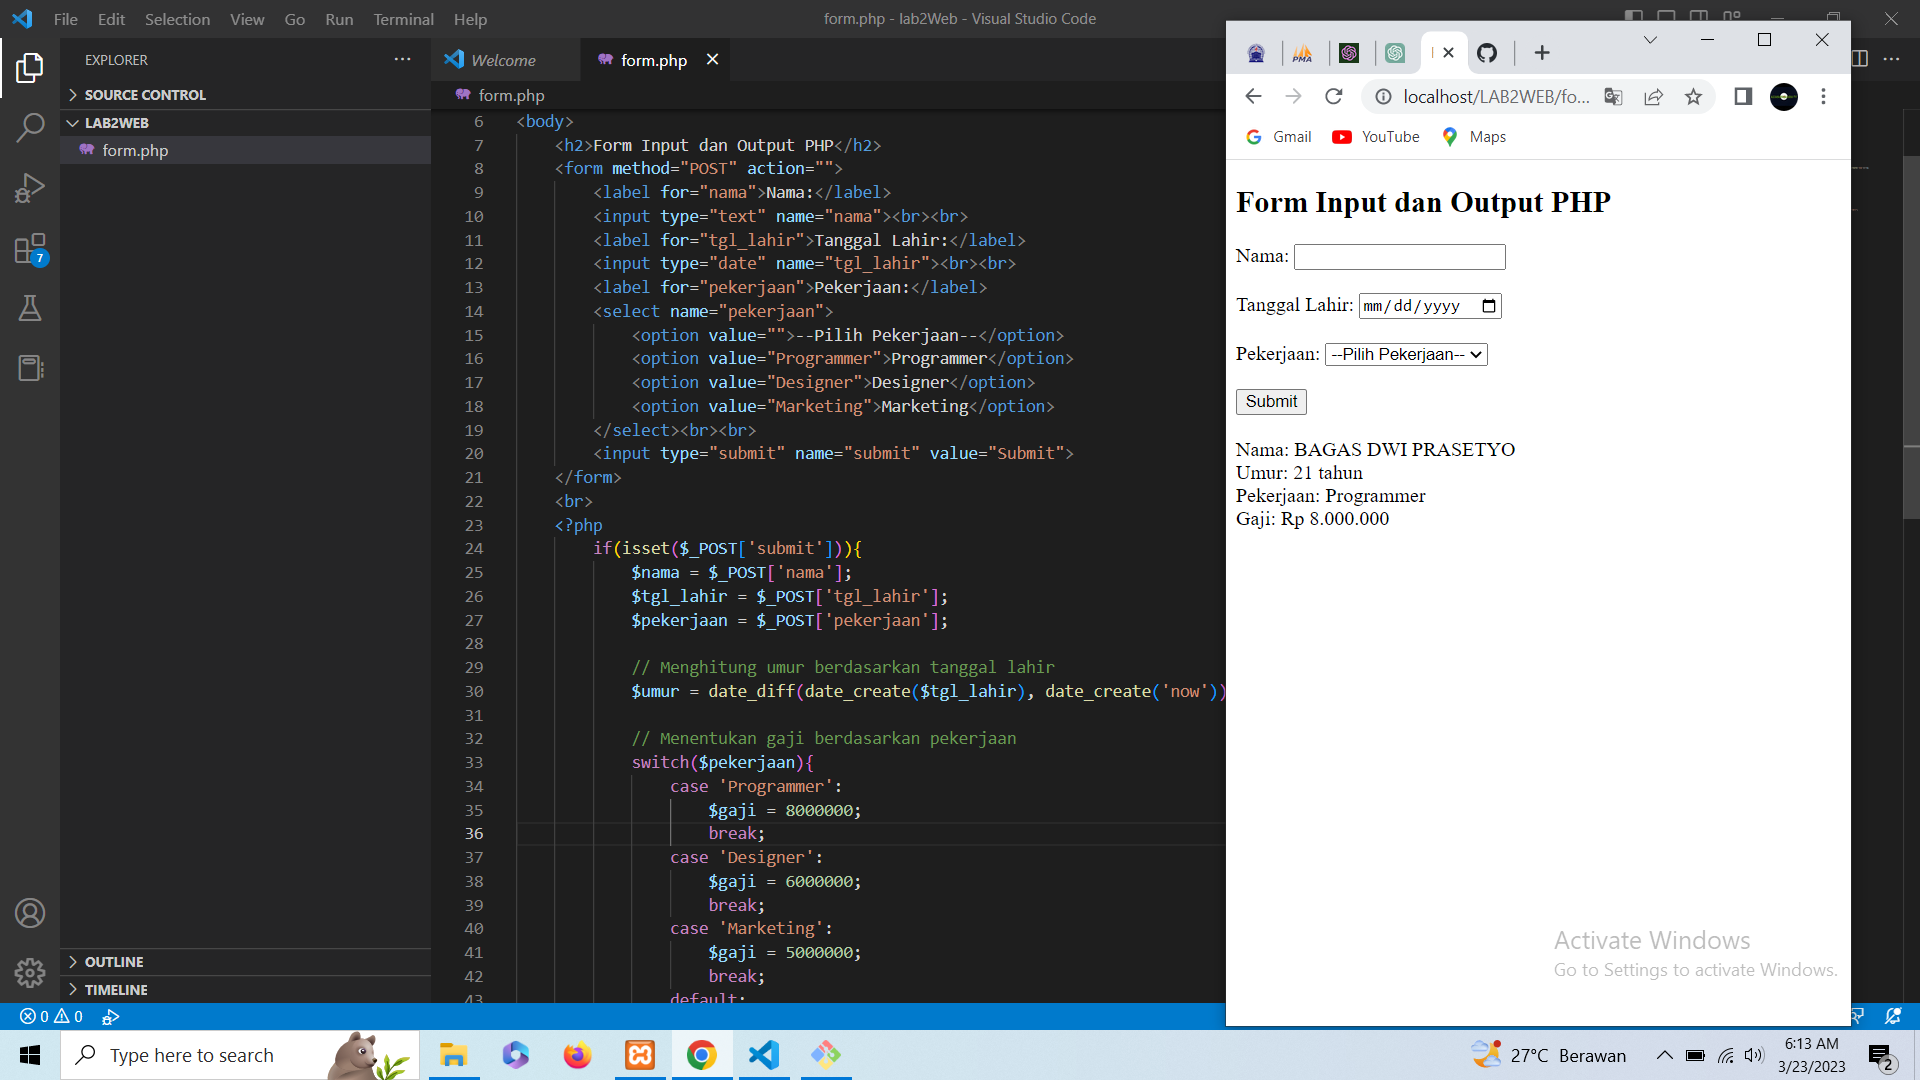 File Edit Selection View Go Run Terminal Help
form.php - lab2Web - Visual Studio Code
EXPLORER
SOURCE CONTROL
LAB2WEB
form.php
OUTLINE
TIMELINE
7
Welcome
form.php
form.php
6 <body>
7 <h2>Form Input dan Output PHP</h2>
8 <form method="POST" action="">
9 <label for="nama">Nama:</label>
10 <input type="text" name="nama"><br><br>
11 <label for="tgl_lahir">Tanggal Lahir:</label>
12 <input type="date" name="tgl_lahir"><br><br>
13 <label for="pekerjaan">Pekerjaan:</label>
14 <select name="pekerjaan">
15 <option value="">--Pilih Pekerjaan--</option>
16 <option value="Programmer">Programmer</option>
17 <option value="Designer">Designer</option>
18 <option value="Marketing">Marketing</option>
19 </select><br><br>
20 <input type="submit" name="submit" value="Submit">
21 </form>
22 <br>
23 <?php
24 if(isset($_POST['submit'])){
25 $nama = $_POST['nama'];
26 $tgl_lahir = $_POST['tgl_lahir'];
27 $pekerjaan = $_POST['pekerjaan'];
28
29 // Menghitung umur berdasarkan tanggal lahir
30 $umur = date_diff(date_create($tgl_lahir), date_create('now'))
31
32 // Menentukan gaji berdasarkan pekerjaan
33 switch($pekerjaan){
34 case 'Programmer':
35 $gaji = 8000000;
36 break;
37 case 'Designer':
38 $gaji = 6000000;
39 break;
40 case 'Marketing':
41 $gaji = 5000000;
42 break;
43 default:
0 0
PMA
localhost/LAB2WEB/fo...
Gmail YouTube Maps
Form Input dan Output PHP
Nama:
Tanggal Lahir: mm/dd/yyyy
Pekerjaan: --Pilih Pekerjaan--
Submit
Nama: BAGAS DWI PRASETYO
Umur: 21 tahun
Pekerjaan: Programmer
Gaji: Rp 8.000.000
Activate Windows
Go to Settings to activate Windows.
Type here to search
27°C Berawan
6:13 AM
3/23/2023
2